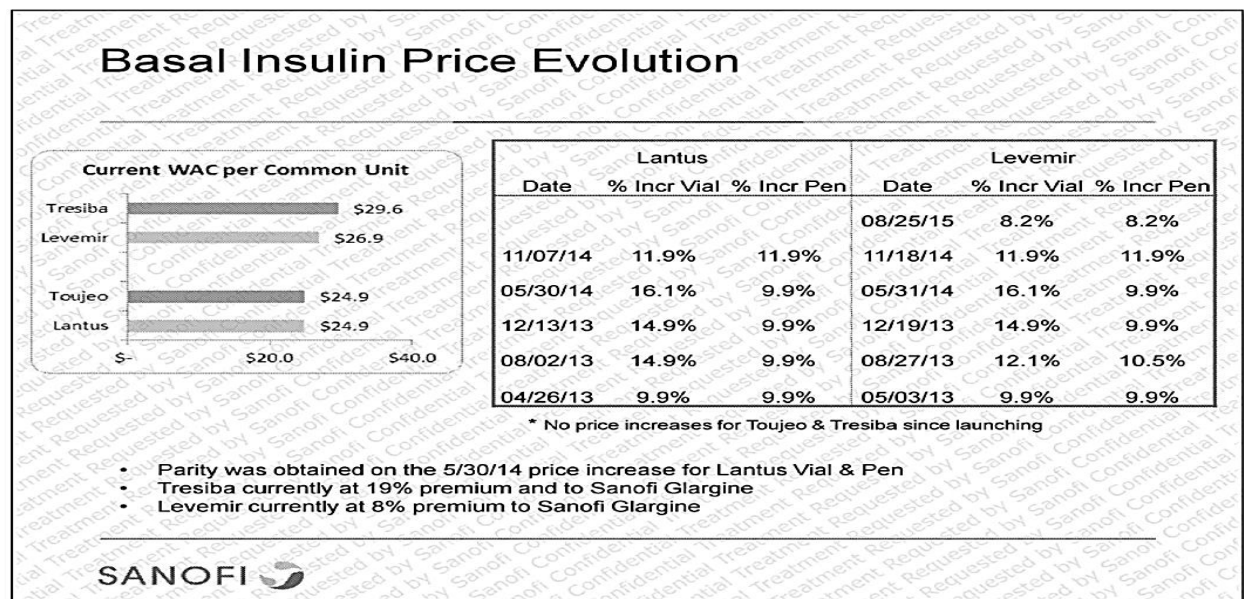 Basal Insulin Price Evolution
Current WAC per Common Unit
Tresiba $29.6
Levemir $26.9
Toujeo $24.9
Lantus $24.9
$- $20.0 $40.0
Lantus Levemir
Date % Incr Vial % Incr Pen Date % Incr Vial % Incr Pen
08/25/15 8.2% 8.2%
11/07/14 11.9% 11.9% 11/18/14 11.9% 11.9%
05/30/14 16.1% 9.9% 05/31/14 16.1% 9.9%
12/13/13 14.9% 9.9% 12/19/13 14.9% 9.9%
08/02/13 14.9% 9.9% 08/27/13 12.1% 10.5%
04/26/13 9.9% 9.9% 05/03/13 9.9% 9.9%
* No price increases for Toujeo & Tresiba since launching
• Parity was obtained on the 5/30/14 price increase for Lantus Vial & Pen
• Tresiba currently at 19% premium and to Sanofi Glargine
• Levemir currently at 8% premium to Sanofi Glargine
SANOFI
Confidential Treatment Requested by Sanofi